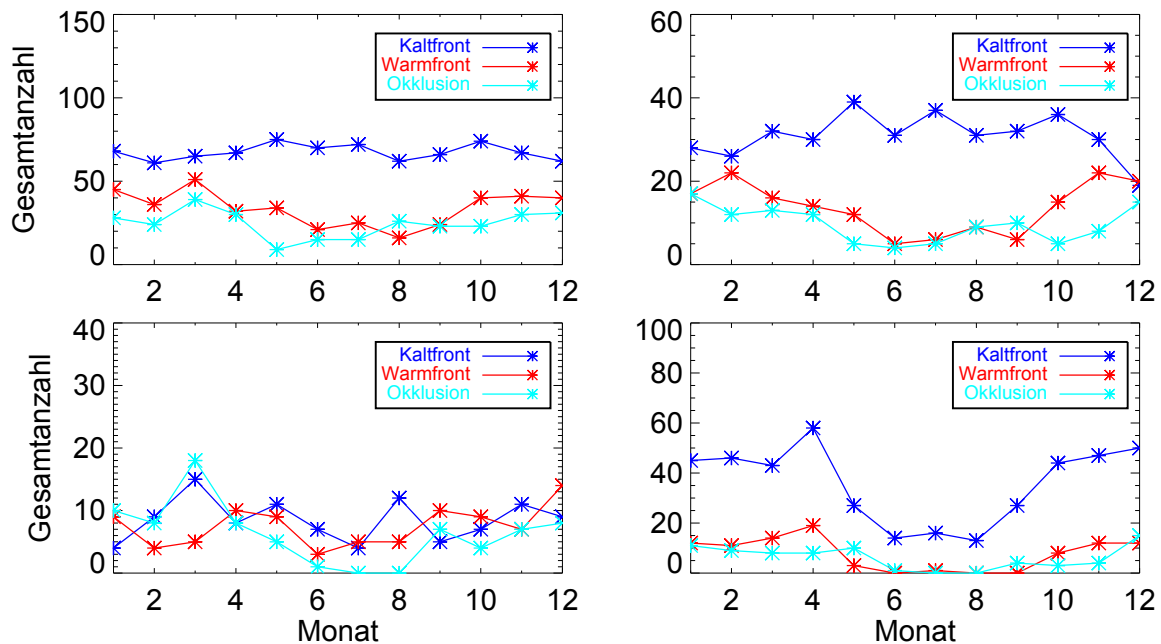 150
100
50
0
Gesamtanzahl
Kaltfront
Warmfront
Okklusion
2 4 6 8 10 12
60
40
20
0
Kaltfront
Warmfront
Okklusion
2 4 6 8 10 12
40
30
20
10
0
Gesamtanzahl
Kaltfront
Warmfront
Okklusion
2 4 6 8 10 12
Monat
100
80
60
40
20
0
Kaltfront
Warmfront
Okklusion
2 4 6 8 10 12
Monat